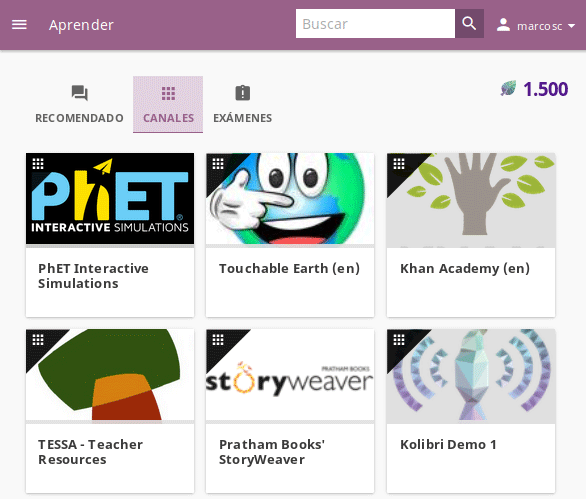 Aprender
Buscar
marcosc
RECOMENDADO
CANALES
EXÁMENES
1.500
PhET
INTERACTIVE SIMULATIONS
PhET Interactive
Simulations
Touchable Earth (en)
Khan Academy (en)
TESSA - Teacher
Resources
PRATHAM BOOKS
storyweaver
Pratham Books'
StoryWeaver
Kolibri Demo 1